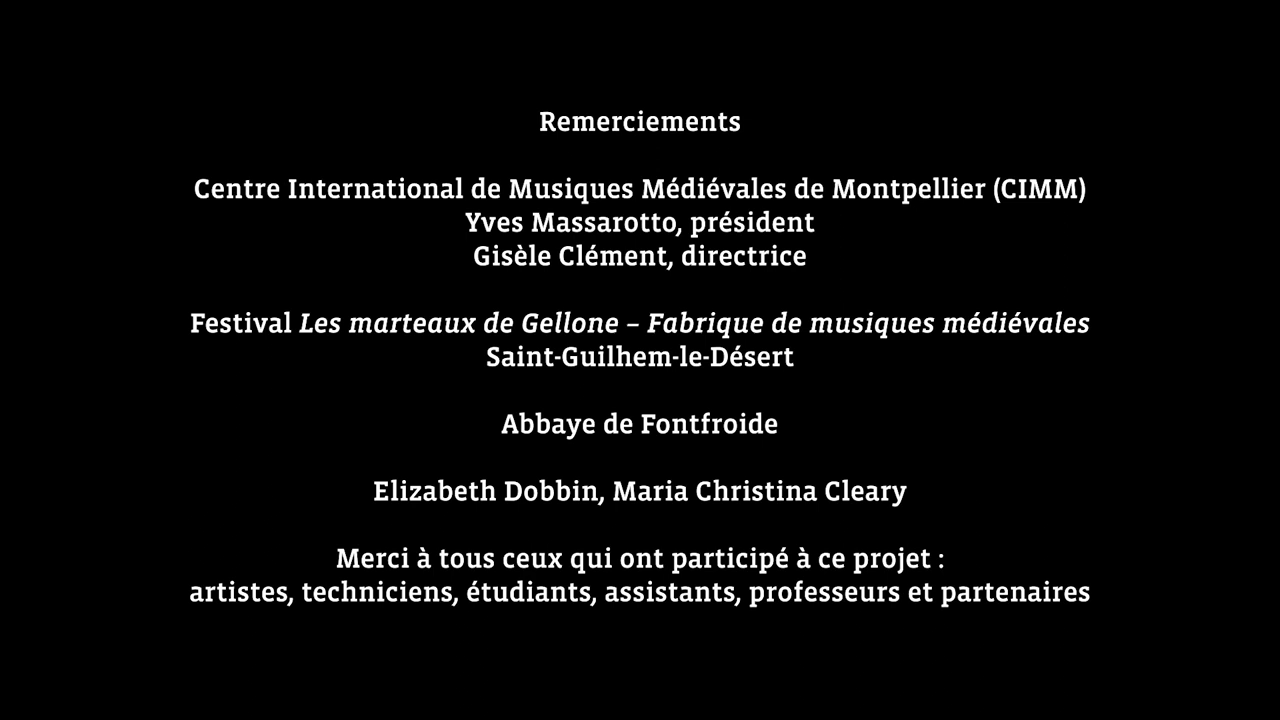 Remerciements
Centre International de Musiques Médiévales de Montpellier (CIMM)
Yves Massarotto, président
Gisèle Clément, directrice
Festival Les marteaux de Gellone – Fabrique de musiques médiévales
Saint-Guilhem-le-Désert
Abbaye de Fontfroide
Elizabeth Dobbin, Maria Christina Cleary
Merci à tous ceux qui ont participé à ce projet :
artistes, techniciens, étudiants, assistants, professeurs et partenaires